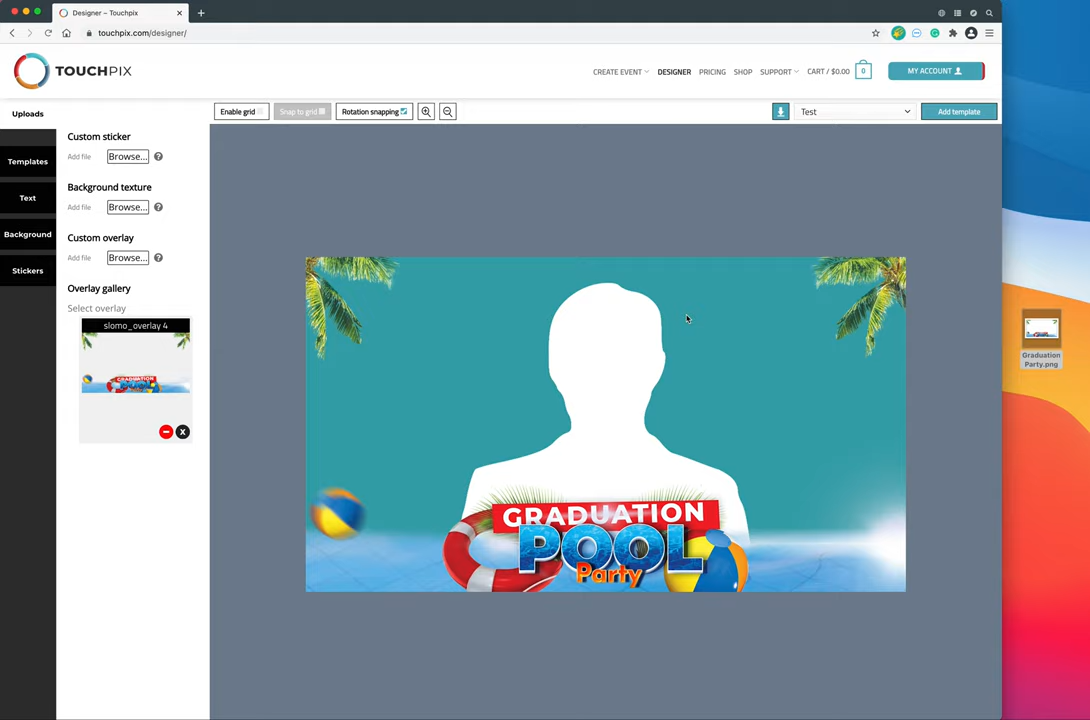 Designer – Touchpix
touchpix.com/designer/
TOUCHPIX
CREATE EVENT
DESIGNER
PRICING
SHOP
SUPPORT
CART / $0.00
0
MY ACCOUNT
Uploads
Templates
Text
Background
Stickers
Enable grid
Snap to grid
Rotation snapping
Test
Add template
Custom sticker
Add file
Browse...
?
Background texture
Add file
Browse...
?
Custom overlay
Add file
Browse...
?
Overlay gallery
Select overlay
slomo_overlay 4
GRADUATION
POOL
Party
X
GRADUATION
POOL
Party
Graduation
Party.png